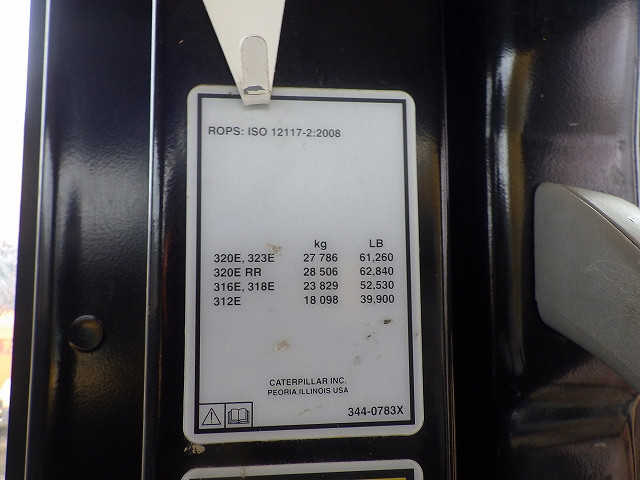 ROPS: ISO 12117-2:2008
kg LB
320E, 323E 27 786 61,260
320E RR 28 506 62,840
316E, 318E 23 829 52,530
312E 18 098 39,900
CATERPILLAR INC.
PEORIA,ILLINOIS USA
344-0783X